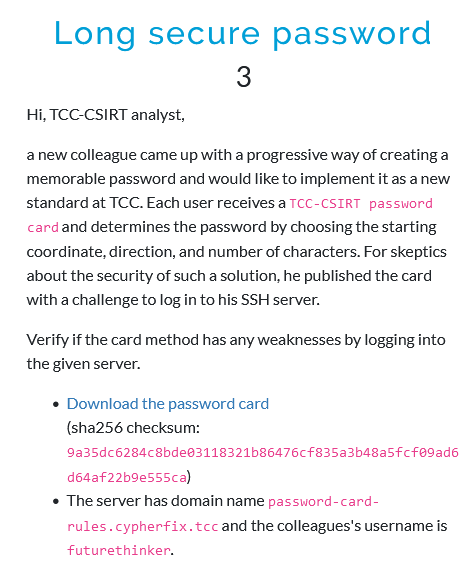 Long secure password
3
Hi, TCC-CSIRT analyst,
a new colleague came up with a progressive way of creating a
memorable password and would like to implement it as a new
standard at TCC. Each user receives a TCC-CSIRT password
card and determines the password by choosing the starting
coordinate, direction, and number of characters. For skeptics
about the security of such a solution, he published the card
with a challenge to log in to his SSH server.
Verify if the card method has any weaknesses by logging into
the given server.
• Download the password card
(sha256 checksum:
9a35dc6284c8bde03118321b86476cf835a3b48a5fcf09ad6
d64af22b9e555ca)
• The server has domain name password-card-
rules.cypherfix.tcc and the colleagues's username is
futurethinker.